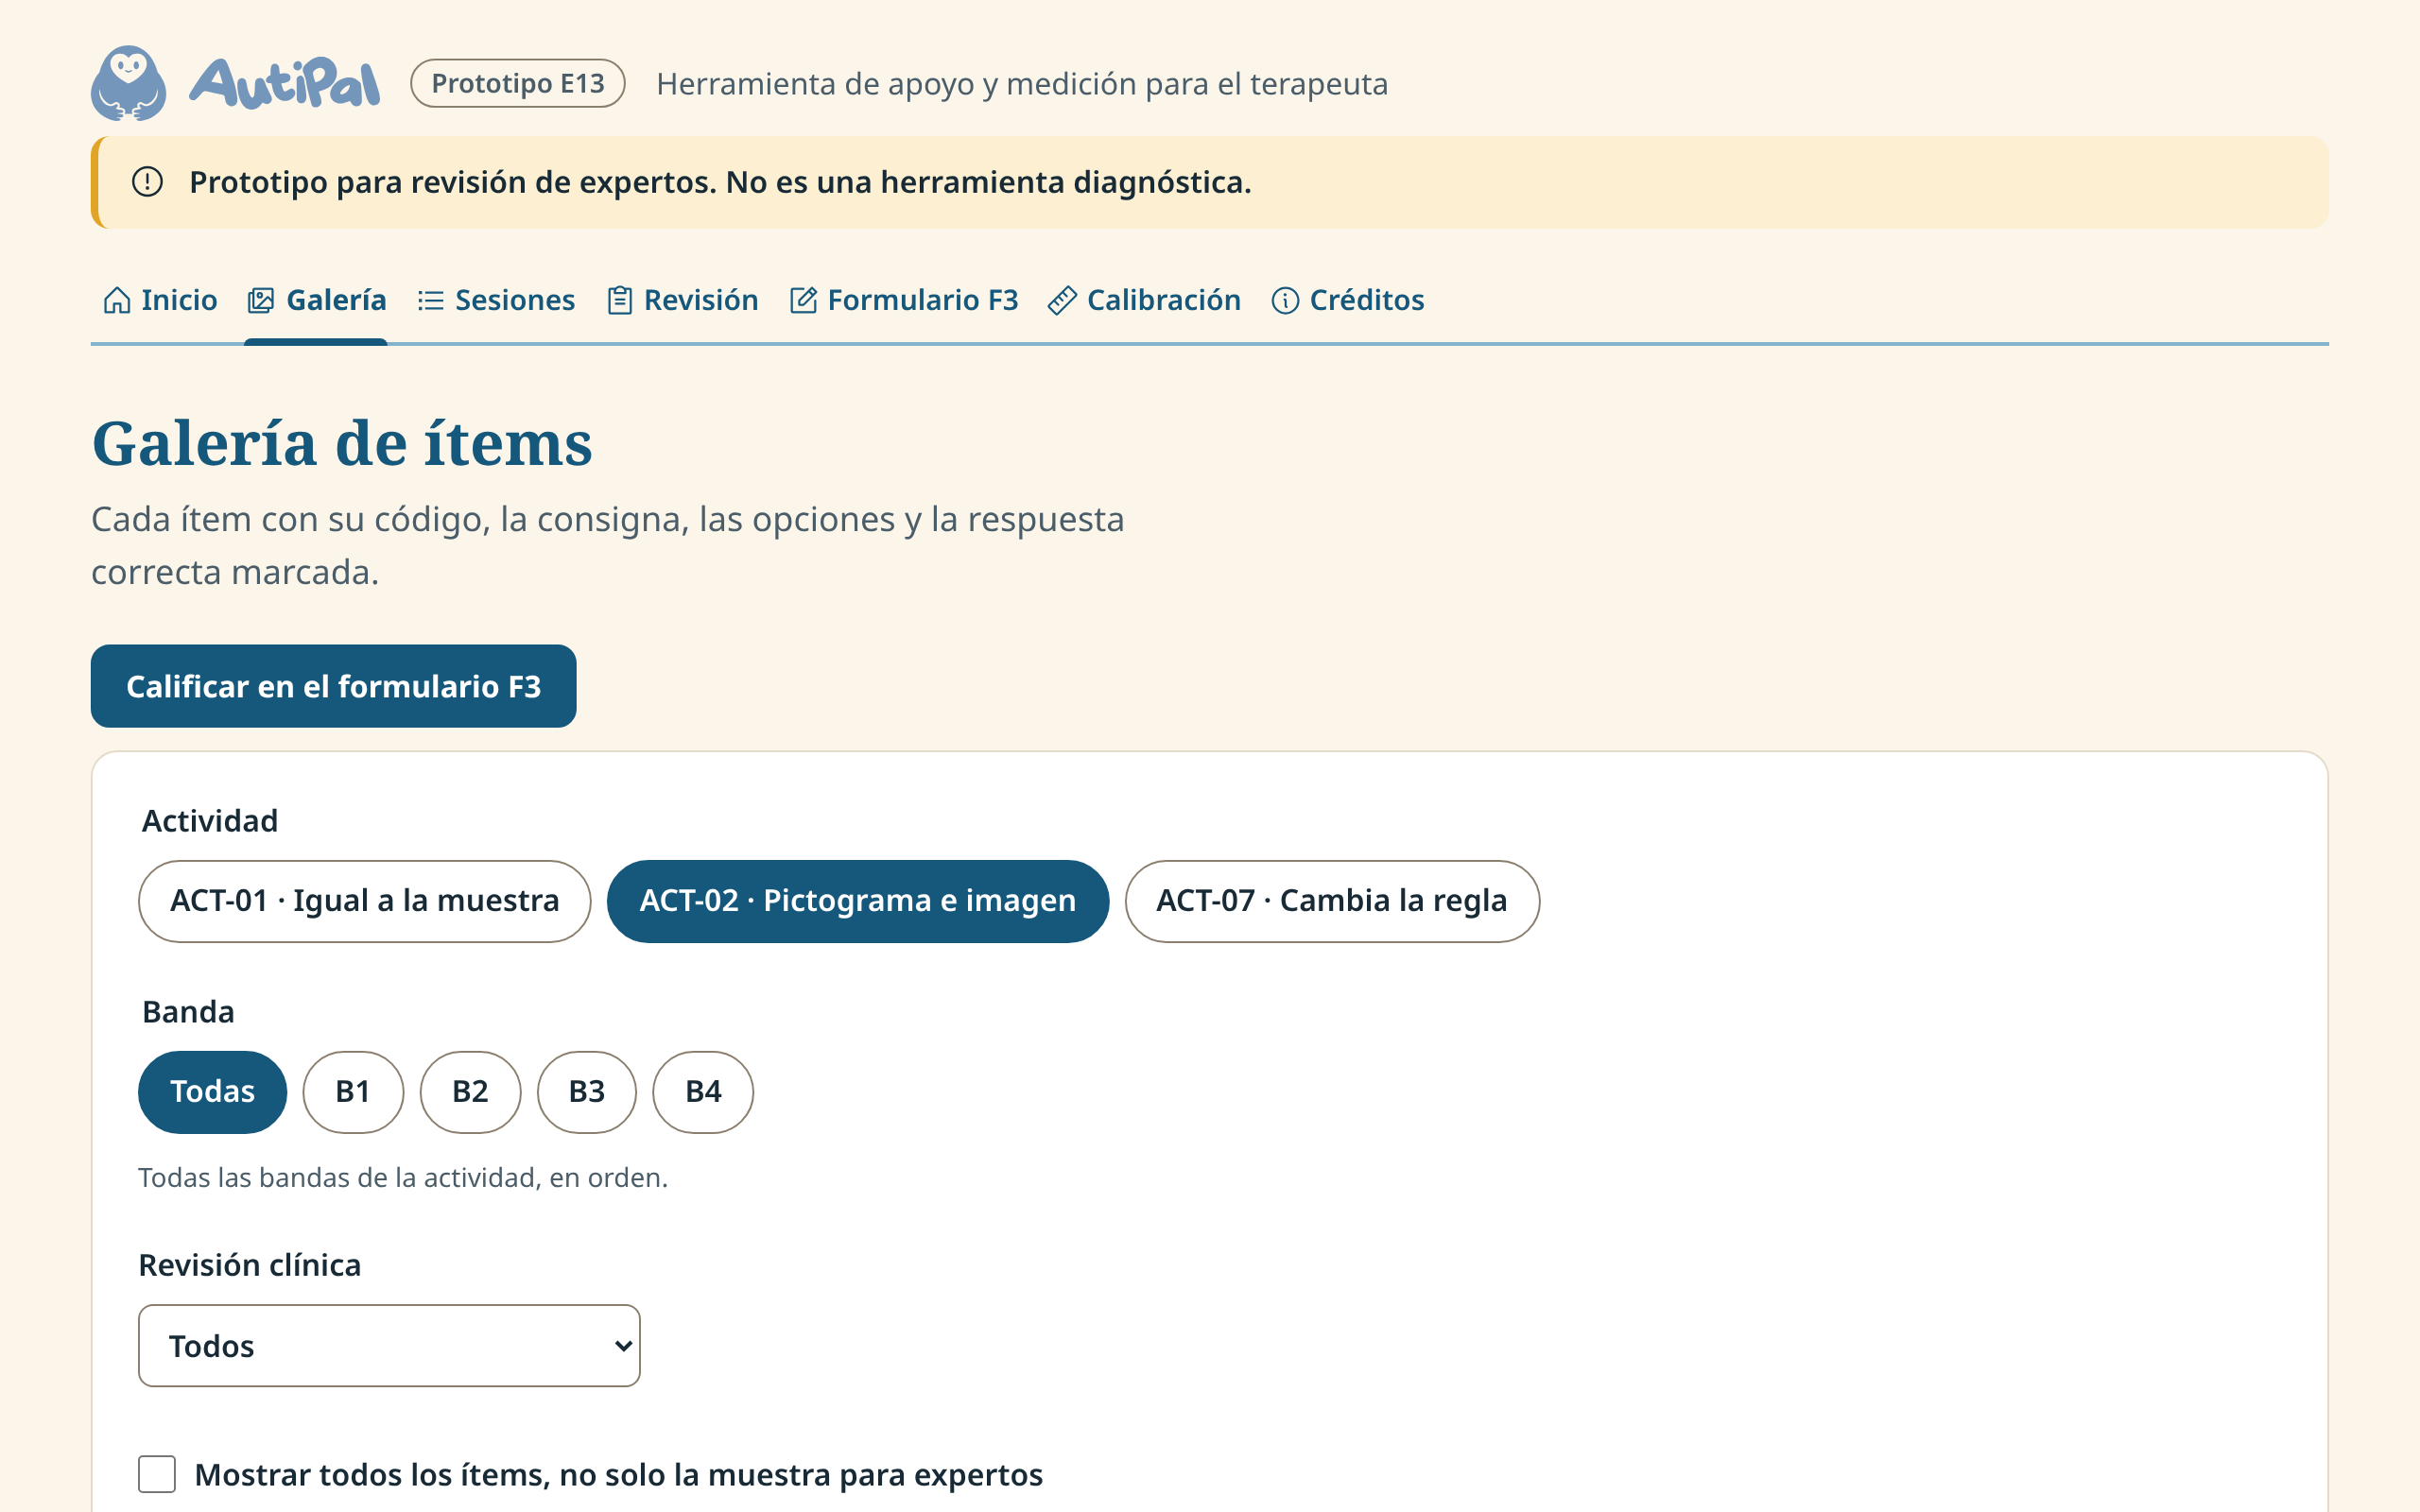 AutiPal
Prototipo E13
Herramienta de apoyo y medición para el terapeuta
Prototipo para revisión de expertos. No es una herramienta diagnóstica.
Inicio
Galería
Sesiones
Revisión
Formulario F3
Calibración
Créditos
Galería de ítems
Cada ítem con su código, la consigna, las opciones y la respuesta
correcta marcada.
Calificar en el formulario F3
Actividad
ACT-01 · Igual a la muestra
ACT-02 · Pictograma e imagen
ACT-07 · Cambia la regla
Banda
Todas
B1
B2
B3
B4
Todas las bandas de la actividad, en orden.
Revisión clínica
Todos
Mostrar todos los ítems, no solo la muestra para expertos